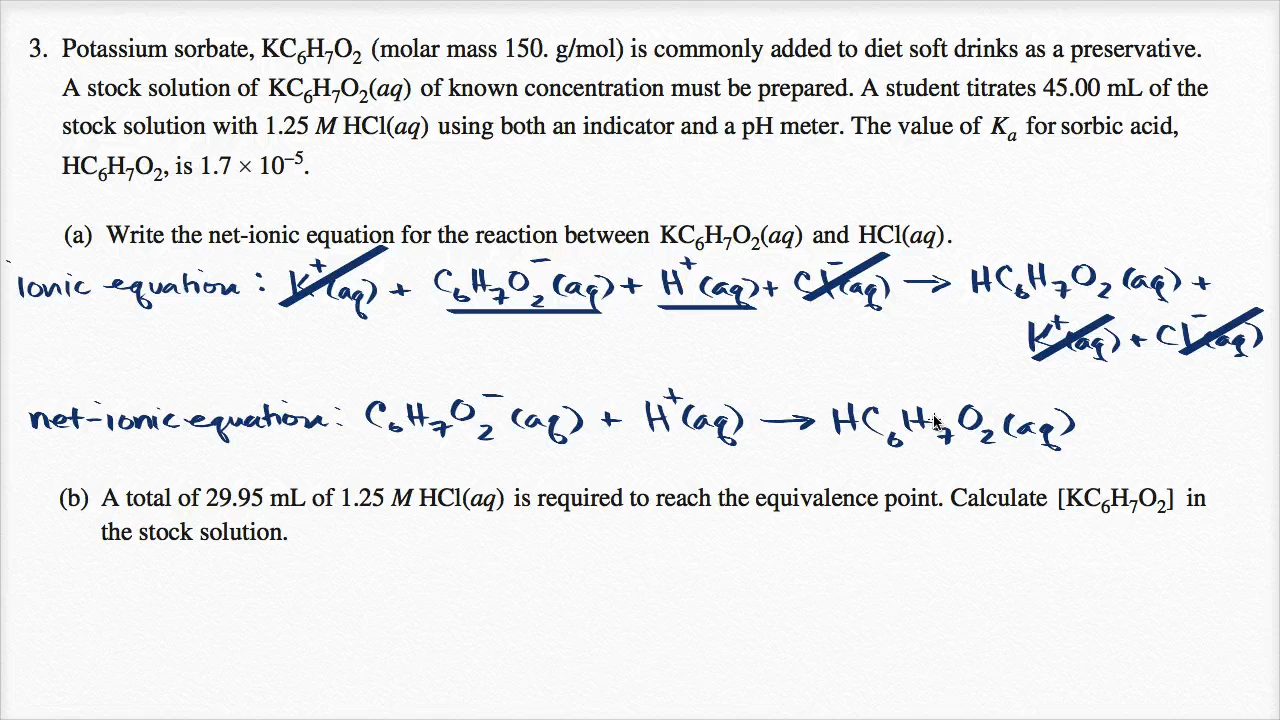 3. Potassium sorbate, KC₆H₇O₂ (molar mass 150. g/mol) is commonly added to diet soft drinks as a preservative.
A stock solution of KC₆H₇O₂(aq) of known concentration must be prepared. A student titrates 45.00 mL of the
stock solution with 1.25 M HCl(aq) using both an indicator and a pH meter. The value of Kₐ for sorbic acid,
HC₆H₇O₂, is 1.7 × 10⁻⁵.
(a) Write the net-ionic equation for the reaction between KC₆H₇O₂(aq) and HCl(aq).
ionic equation : K⁺(aq) + C₆H₇O₂⁻(aq) + H⁺(aq) + Cl⁻(aq) → HC₆H₇O₂(aq) +
K⁺(aq) + Cl⁻(aq)
net-ionic equation: C₆H₇O₂⁻(aq) + H⁺(aq) → HC₆H₇O₂(aq)
(b) A total of 29.95 mL of 1.25 M HCl(aq) is required to reach the equivalence point. Calculate [KC₆H₇O₂] in
the stock solution.